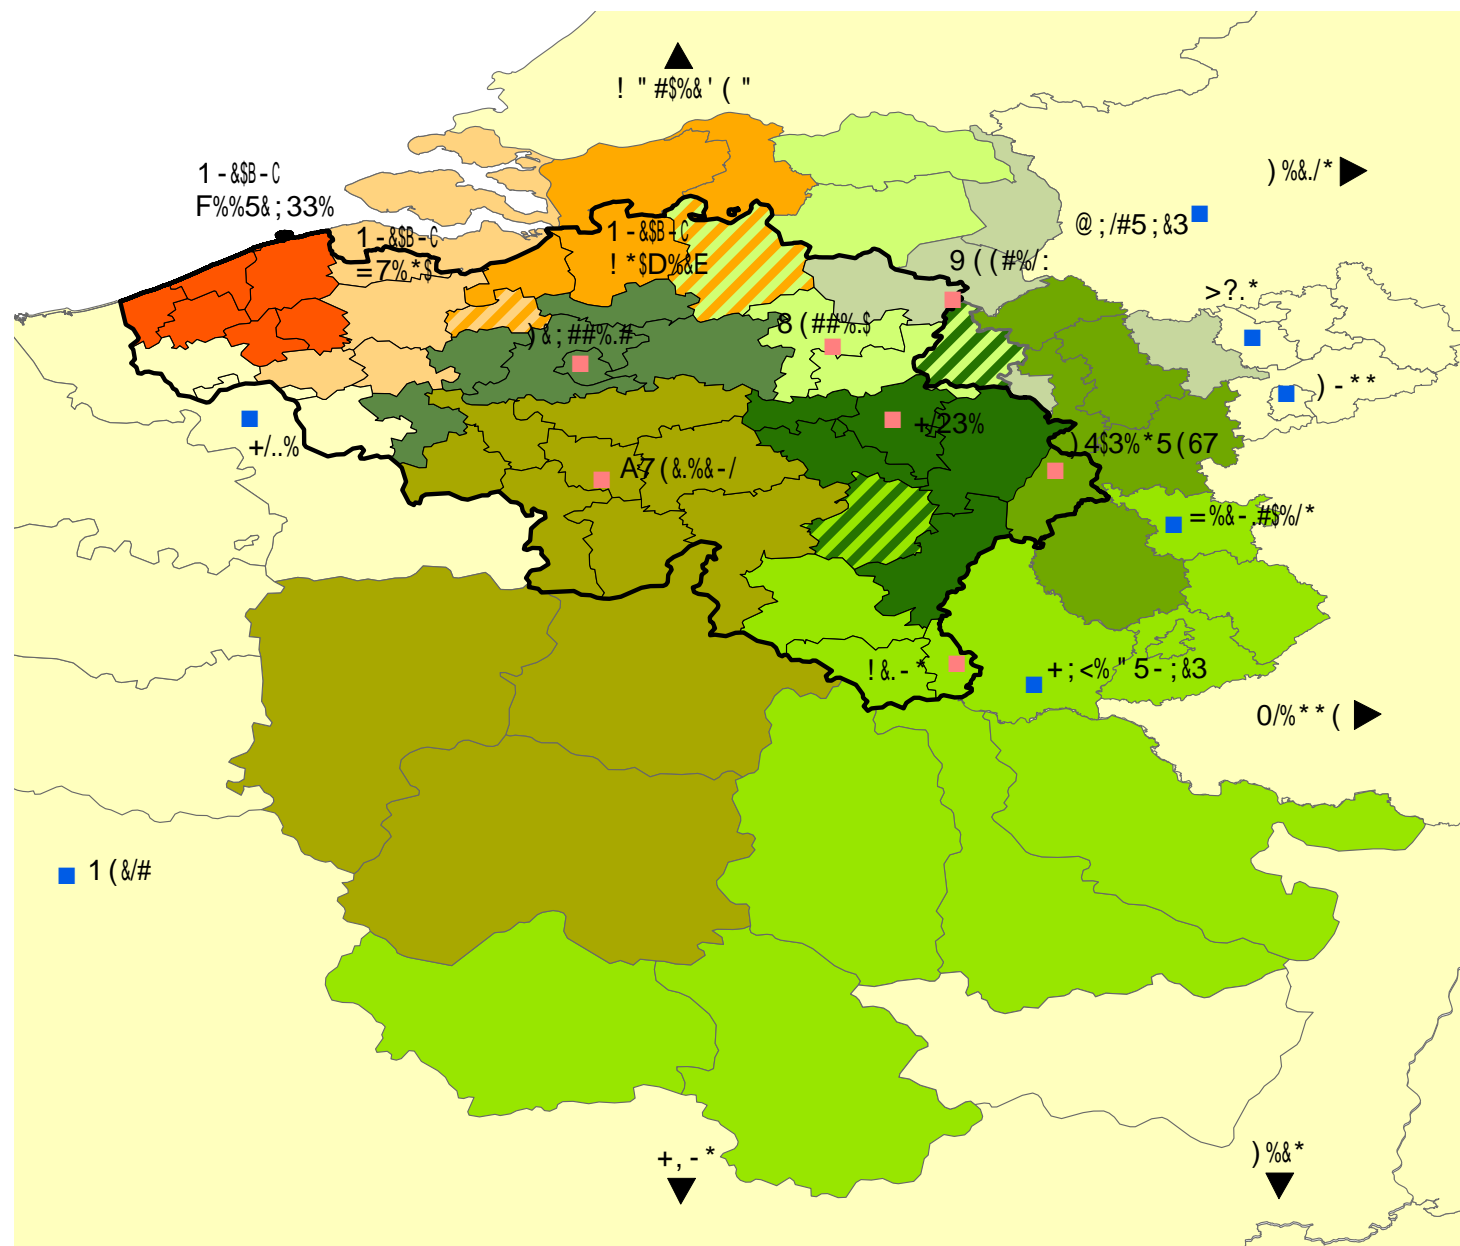 ! " #$%&' ( "
1 - &$B - C
F%%5& ; 33%
) %&./*
@ ; /#5 ; &3
1 - &$B - C
= 7% * $
1 - &$B - C
! * $D%&E
9 ( ( #%/ :
>?.*
) & ; ##%.#
8 ( ##%.$
) - * *
+/..%
+/23%
) 4$3% * 5 ( 67
A7 ( &.%& - /
= %& - .#$%/*
! &. - *
+ ; <% " 5 - ; &3
0/% * * (
1 ( &/#
+ , - *
) %& *